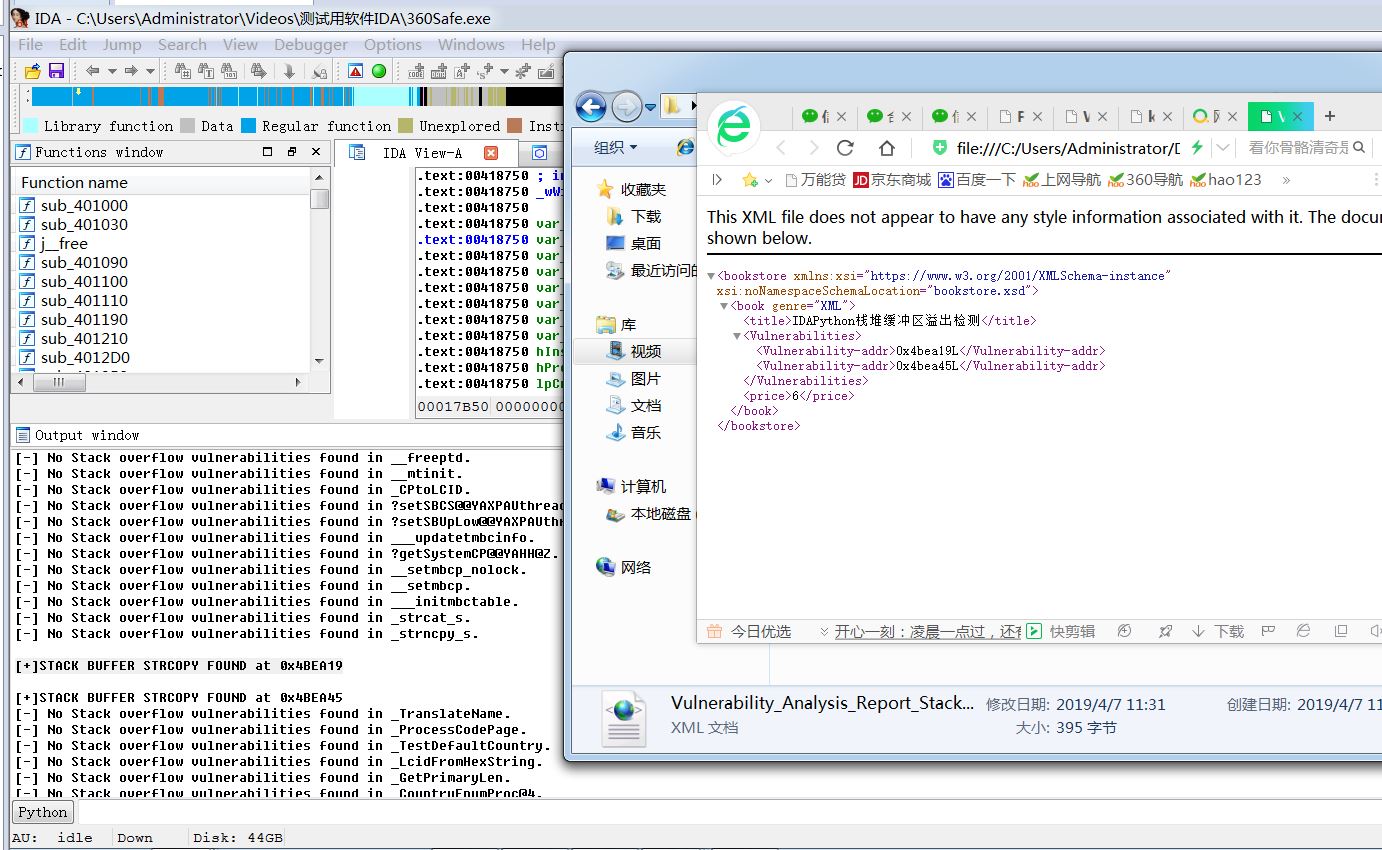 IDA - C:\Users\Administrator\Videos\测试用软件IDA\360Safe.exe
File Edit Jump Search View Debugger Options Windows Help
Library function Data Regular function Unexplored
Functions window
IDA View-A
Function name
sub_401000
sub_401030
j__free
sub_401090
sub_401100
sub_401110
sub_401190
sub_401210
sub_4012D0
.text:00418750 ;
.text:00418750
.text:00418750
.text:00418750
.text:00418750
.text:00418750
.text:00418750
.text:00418750
.text:00418750
.text:00418750
.text:00418750
.text:00418750
.text:00418750
.text:00418750
00017B50
Output window
[-] No Stack overflow vulnerabilities found in __freeptd.
[-] No Stack overflow vulnerabilities found in __mtinit.
[-] No Stack overflow vulnerabilities found in _CPtoLCID.
[-] No Stack overflow vulnerabilities found in ?setSBCS@@YAXPAUthread
[-] No Stack overflow vulnerabilities found in ?setSBUpLow@@YAXPAUthr
[-] No Stack overflow vulnerabilities found in ___updatetmbcinfo.
[-] No Stack overflow vulnerabilities found in ?getSystemCP@@YAHH@Z.
[-] No Stack overflow vulnerabilities found in __setmbcp_nolock.
[-] No Stack overflow vulnerabilities found in __setmbcp.
[-] No Stack overflow vulnerabilities found in ___initmbctable.
[-] No Stack overflow vulnerabilities found in _strcat_s.
[-] No Stack overflow vulnerabilities found in _strncpy_s.
[+]STACK BUFFER STRCOPY FOUND at 0x4BEA19
[+]STACK BUFFER STRCOPY FOUND at 0x4BEA45
[-] No Stack overflow vulnerabilities found in _TranslateName.
[-] No Stack overflow vulnerabilities found in _ProcessCodePage.
[-] No Stack overflow vulnerabilities found in _TestDefaultCountry.
[-] No Stack overflow vulnerabilities found in _LcidFromHexString.
[-] No Stack overflow vulnerabilities found in _GetPrimaryLen.
[-] No Stack overflow vulnerabilities found in _CountryEnumProc@4.
Python
AU: idle Down Disk: 44GB
组织
收藏夹
下载
桌面
最近访问的
库
视频
图片
文档
音乐
计算机
本地磁盘
网络
file:///C:/Users/Administrator/D
看你骨骼清奇
万能贷 京东商城 百度一下 上网导航 360导航 hao123 »
This XML file does not appear to have any style information associated with it. The docu
shown below.
<bookstore xmlns:xsi="https://www.w3.org/2001/XMLSchema-instance"
xsi:noNamespaceSchemaLocation="bookstore.xsd">
<book genre="XML">
<title>IDAPython栈堆缓冲区溢出检测</title>
<Vulnerabilities>
<Vulnerability-addr>0x4bea19L</Vulnerability-addr>
<Vulnerability-addr>0x4bea45L</Vulnerability-addr>
</Vulnerabilities>
<price>6</price>
</book>
</bookstore>
今日优选 开心一刻：凌晨一点过，还有 快剪辑 下载
Vulnerability_Analysis_Report_Stack... 修改日期: 2019/4/7 11:31 创建日期: 2019/4/7 11
XML 文档 大小: 395 字节